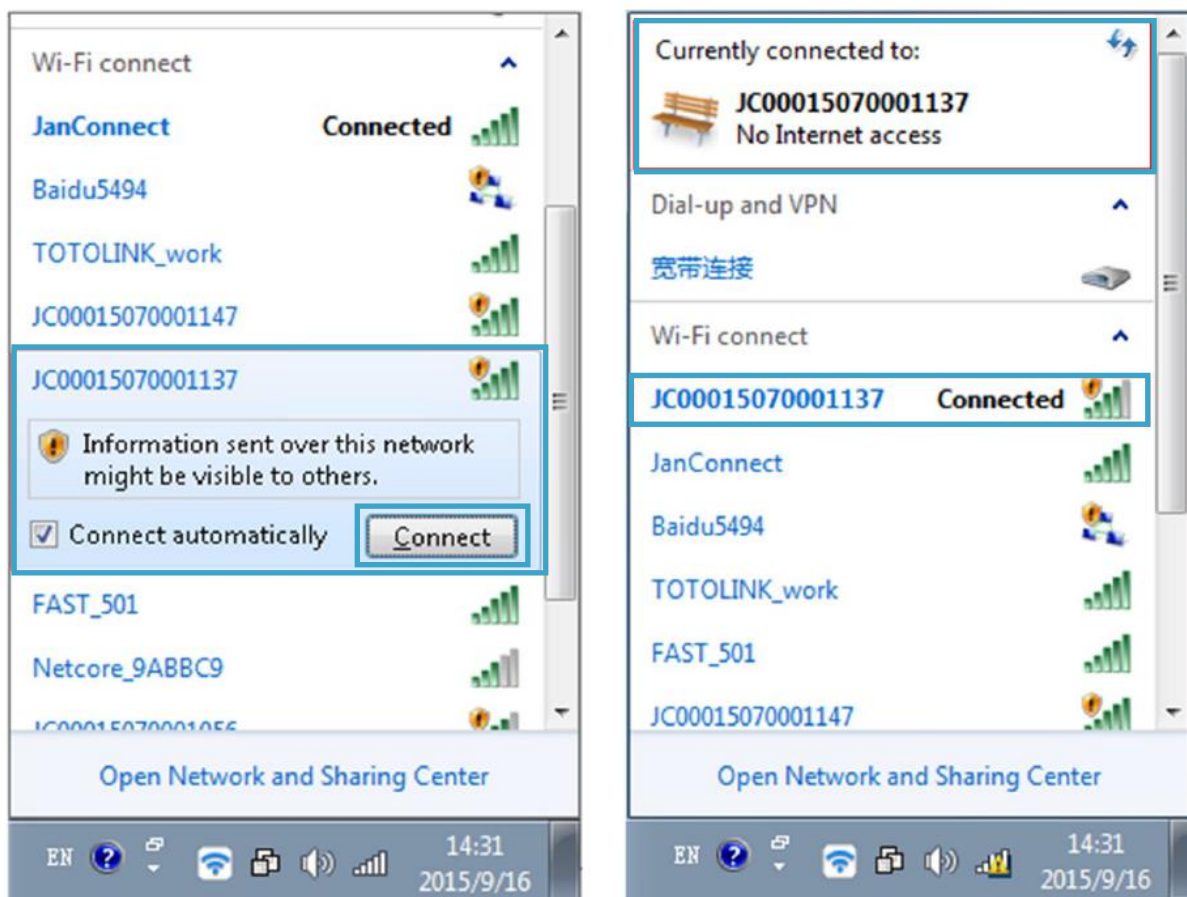 Wi-Fi connect
JanConnect Connected
Baidu5494
TOTOLINK_work
JC00015070001147
JC00015070001137
Information sent over this network
might be visible to others.
Connect automatically Connect
FAST_501
Netcore_9ABBC9
JC00015070001056
Open Network and Sharing Center
EN 14:31
2015/9/16
Currently connected to:
JC00015070001137
No Internet access
Dial-up and VPN
宽带连接
Wi-Fi connect
JC00015070001137 Connected
JanConnect
Baidu5494
TOTOLINK_work
FAST_501
JC00015070001147
Open Network and Sharing Center
EN 14:31
2015/9/16